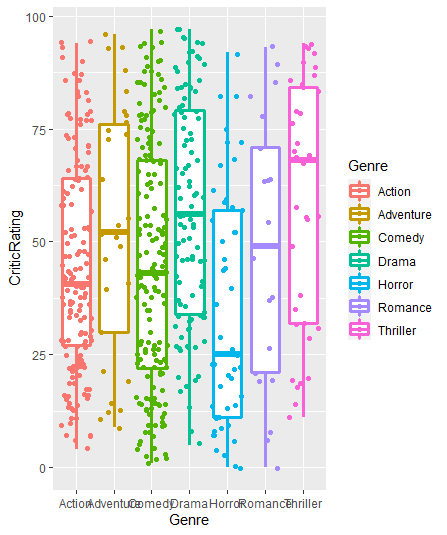 100
75
50
25
0
CriticRating
Action Adventure Comedy Drama Horror Romance Thriller
Genre
Genre
Action
Adventure
Comedy
Drama
Horror
Romance
Thriller